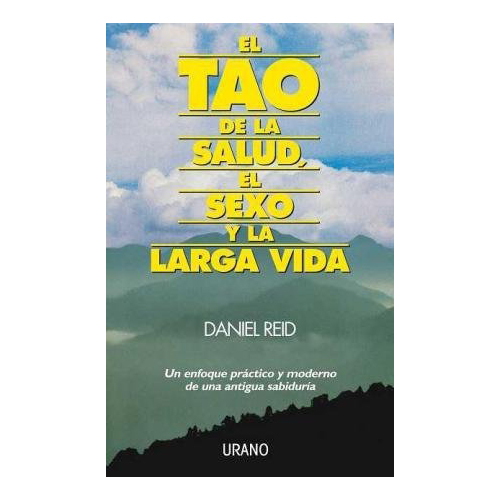 EL
TAO
DE LA
SALUD,
EL
SEXO
Y LA
LARGA VIDA
DANIEL REID
Un enfoque práctico y moderno
de una antigua sabiduría
URANO